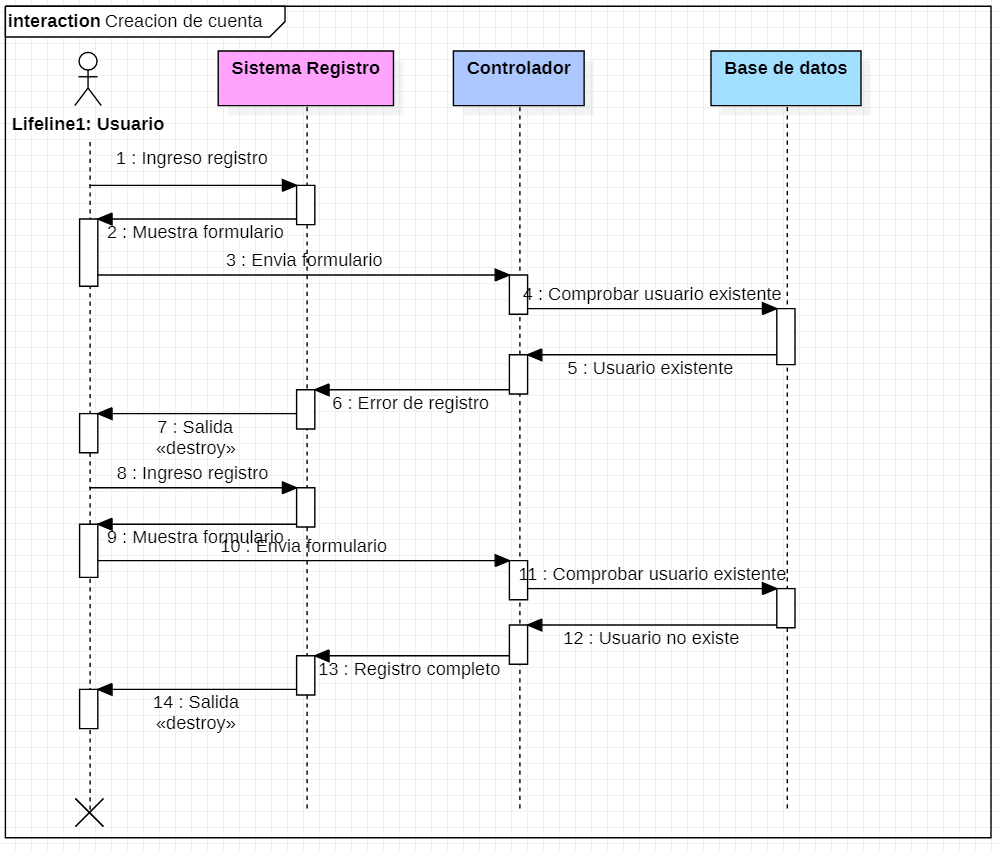 interaction Creacion de cuenta
Sistema Registro
Controlador
Base de datos
Lifeline1: Usuario
1 : Ingreso registro
2 : Muestra formulario
3 : Envia formulario
4 : Comprobar usuario existente
5 : Usuario existente
6 : Error de registro
7 : Salida
«destroy»
8 : Ingreso registro
9 : Muestra formulario
10 : Envia formulario
11 : Comprobar usuario existente
12 : Usuario no existe
13 : Registro completo
14 : Salida
«destroy»